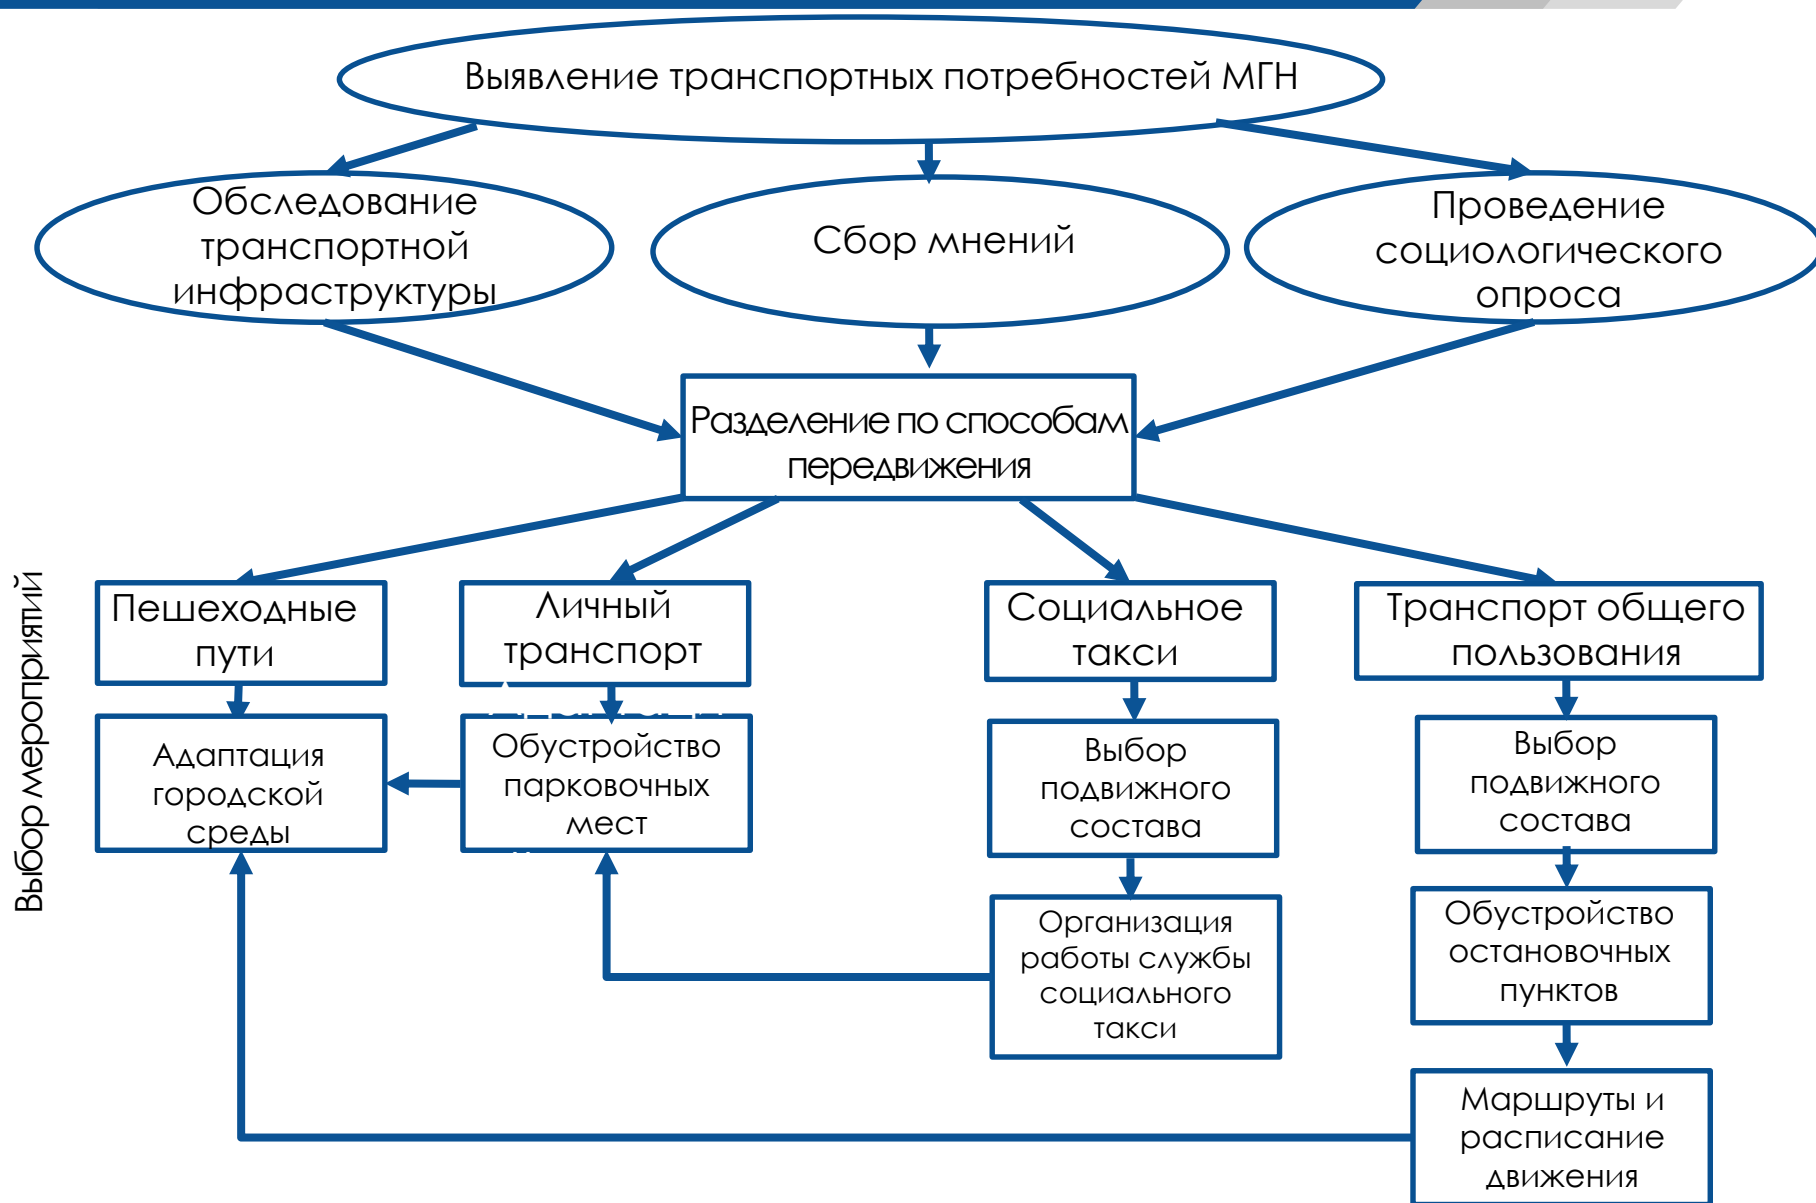 Выявление транспортных потребностей МГН
Обследование
транспортной
инфраструктуры
Сбор мнений
Проведение
социологического
опроса
Разделение по способам
передвижения
Выбор мероприятий
Пешеходные
пути
Личный
транспорт
Социальное
такси
Транспорт общего
пользования
Адаптация
городской
среды
Обустройство
парковочных
мест
Выбор
подвижного
состава
Выбор
подвижного
состава
Организация
работы службы
социального
такси
Обустройство
остановочных
пунктов
Маршруты и
расписание
движения